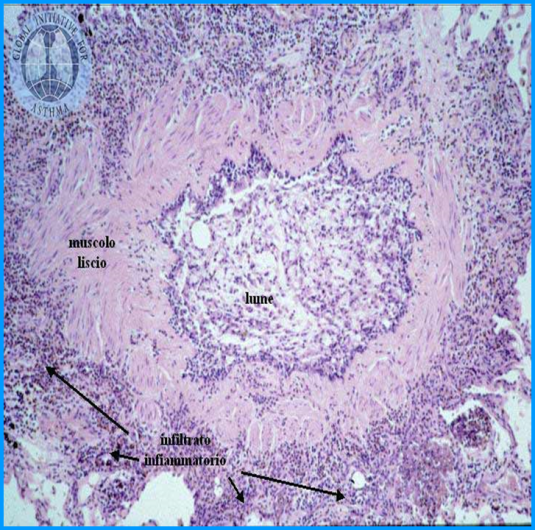 GLOBAL INITIATIVE FOR
ASTHMA
muscolo
liscio
lume
infiltrato
infiammatorio